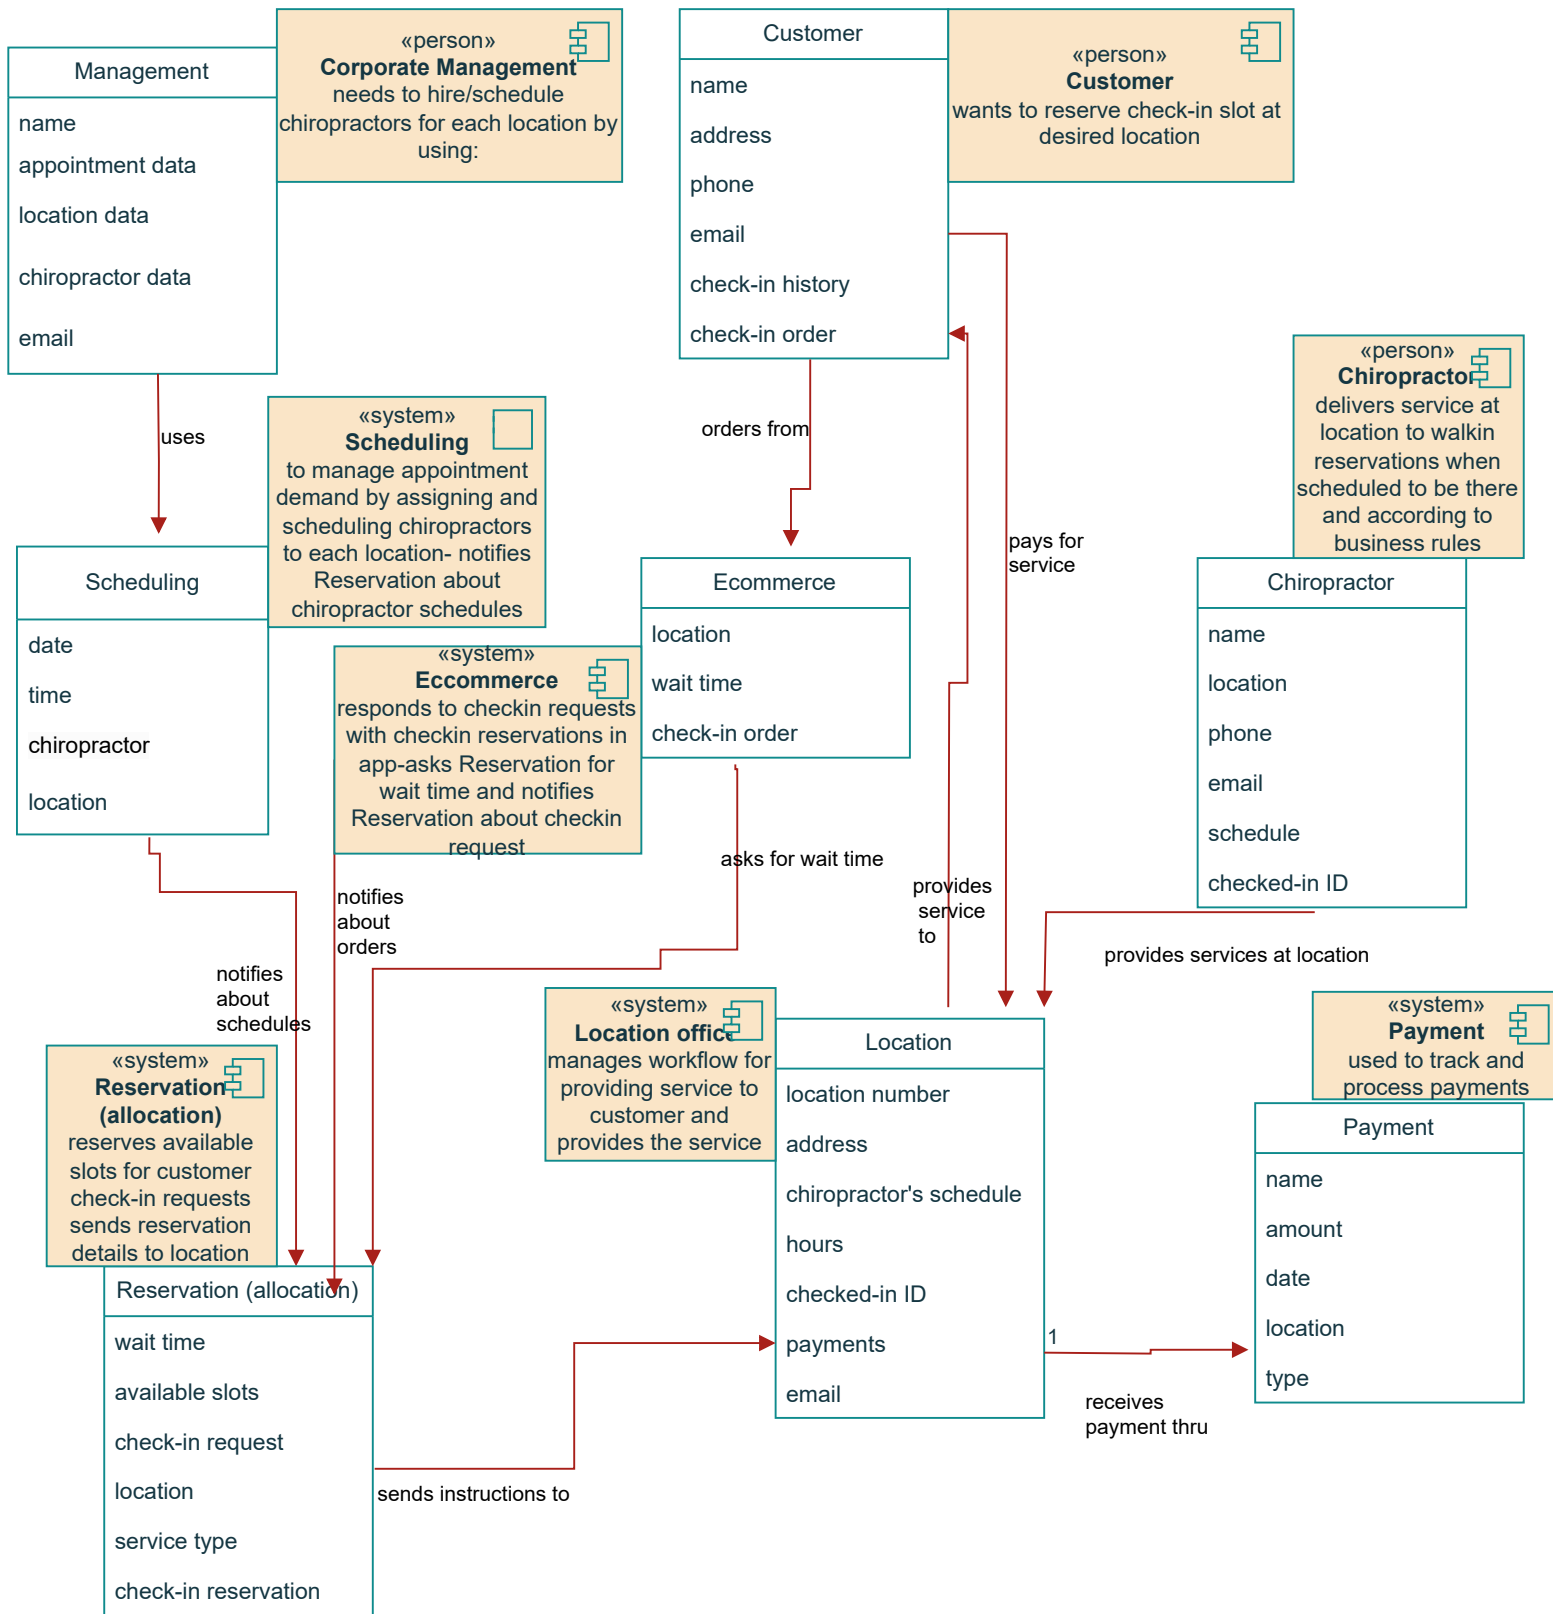 Management
name
appointment data
location data
chiropractor data
email
«person»
Corporate Management
needs to hire/schedule
chiropractors for each location by
using:
Customer
name
address
phone
email
check-in history
check-in order
«person»
Customer
wants to reserve check-in slot at
desired location
uses
«system»
Scheduling
to manage appointment
demand by assigning and
scheduling chiropractors
to each location- notifies
Reservation about
chiropractor schedules
orders from
pays for
service
«person»
Chiropractor
delivers service at
location to walkin
reservations when
scheduled to be there
and according to
business rules
Scheduling
date
time
chiropractor
location
«system»
Eccommerce
responds to checkin requests
with checkin reservations in
app-asks Reservation for
wait time and notifies
Reservation about checkin
request
Ecommerce
location
wait time
check-in order
Chiropractor
name
location
phone
email
schedule
checked-in ID
notifies
about
schedules
notifies
about
orders
asks for wait time
provides
service
to
provides services at location
«system»
Reservation
(allocation)
reserves available
slots for customer
check-in requests
sends reservation
details to location
«system»
Location office
manages workflow for
providing service to
customer and
provides the service
Location
location number
address
chiropractor's schedule
hours
checked-in ID
payments
email
«system»
Payment
used to track and
process payments
Payment
name
amount
date
location
type
Reservation (allocation)
wait time
available slots
check-in request
location
service type
check-in reservation
sends instructions to
1
receives
payment thru